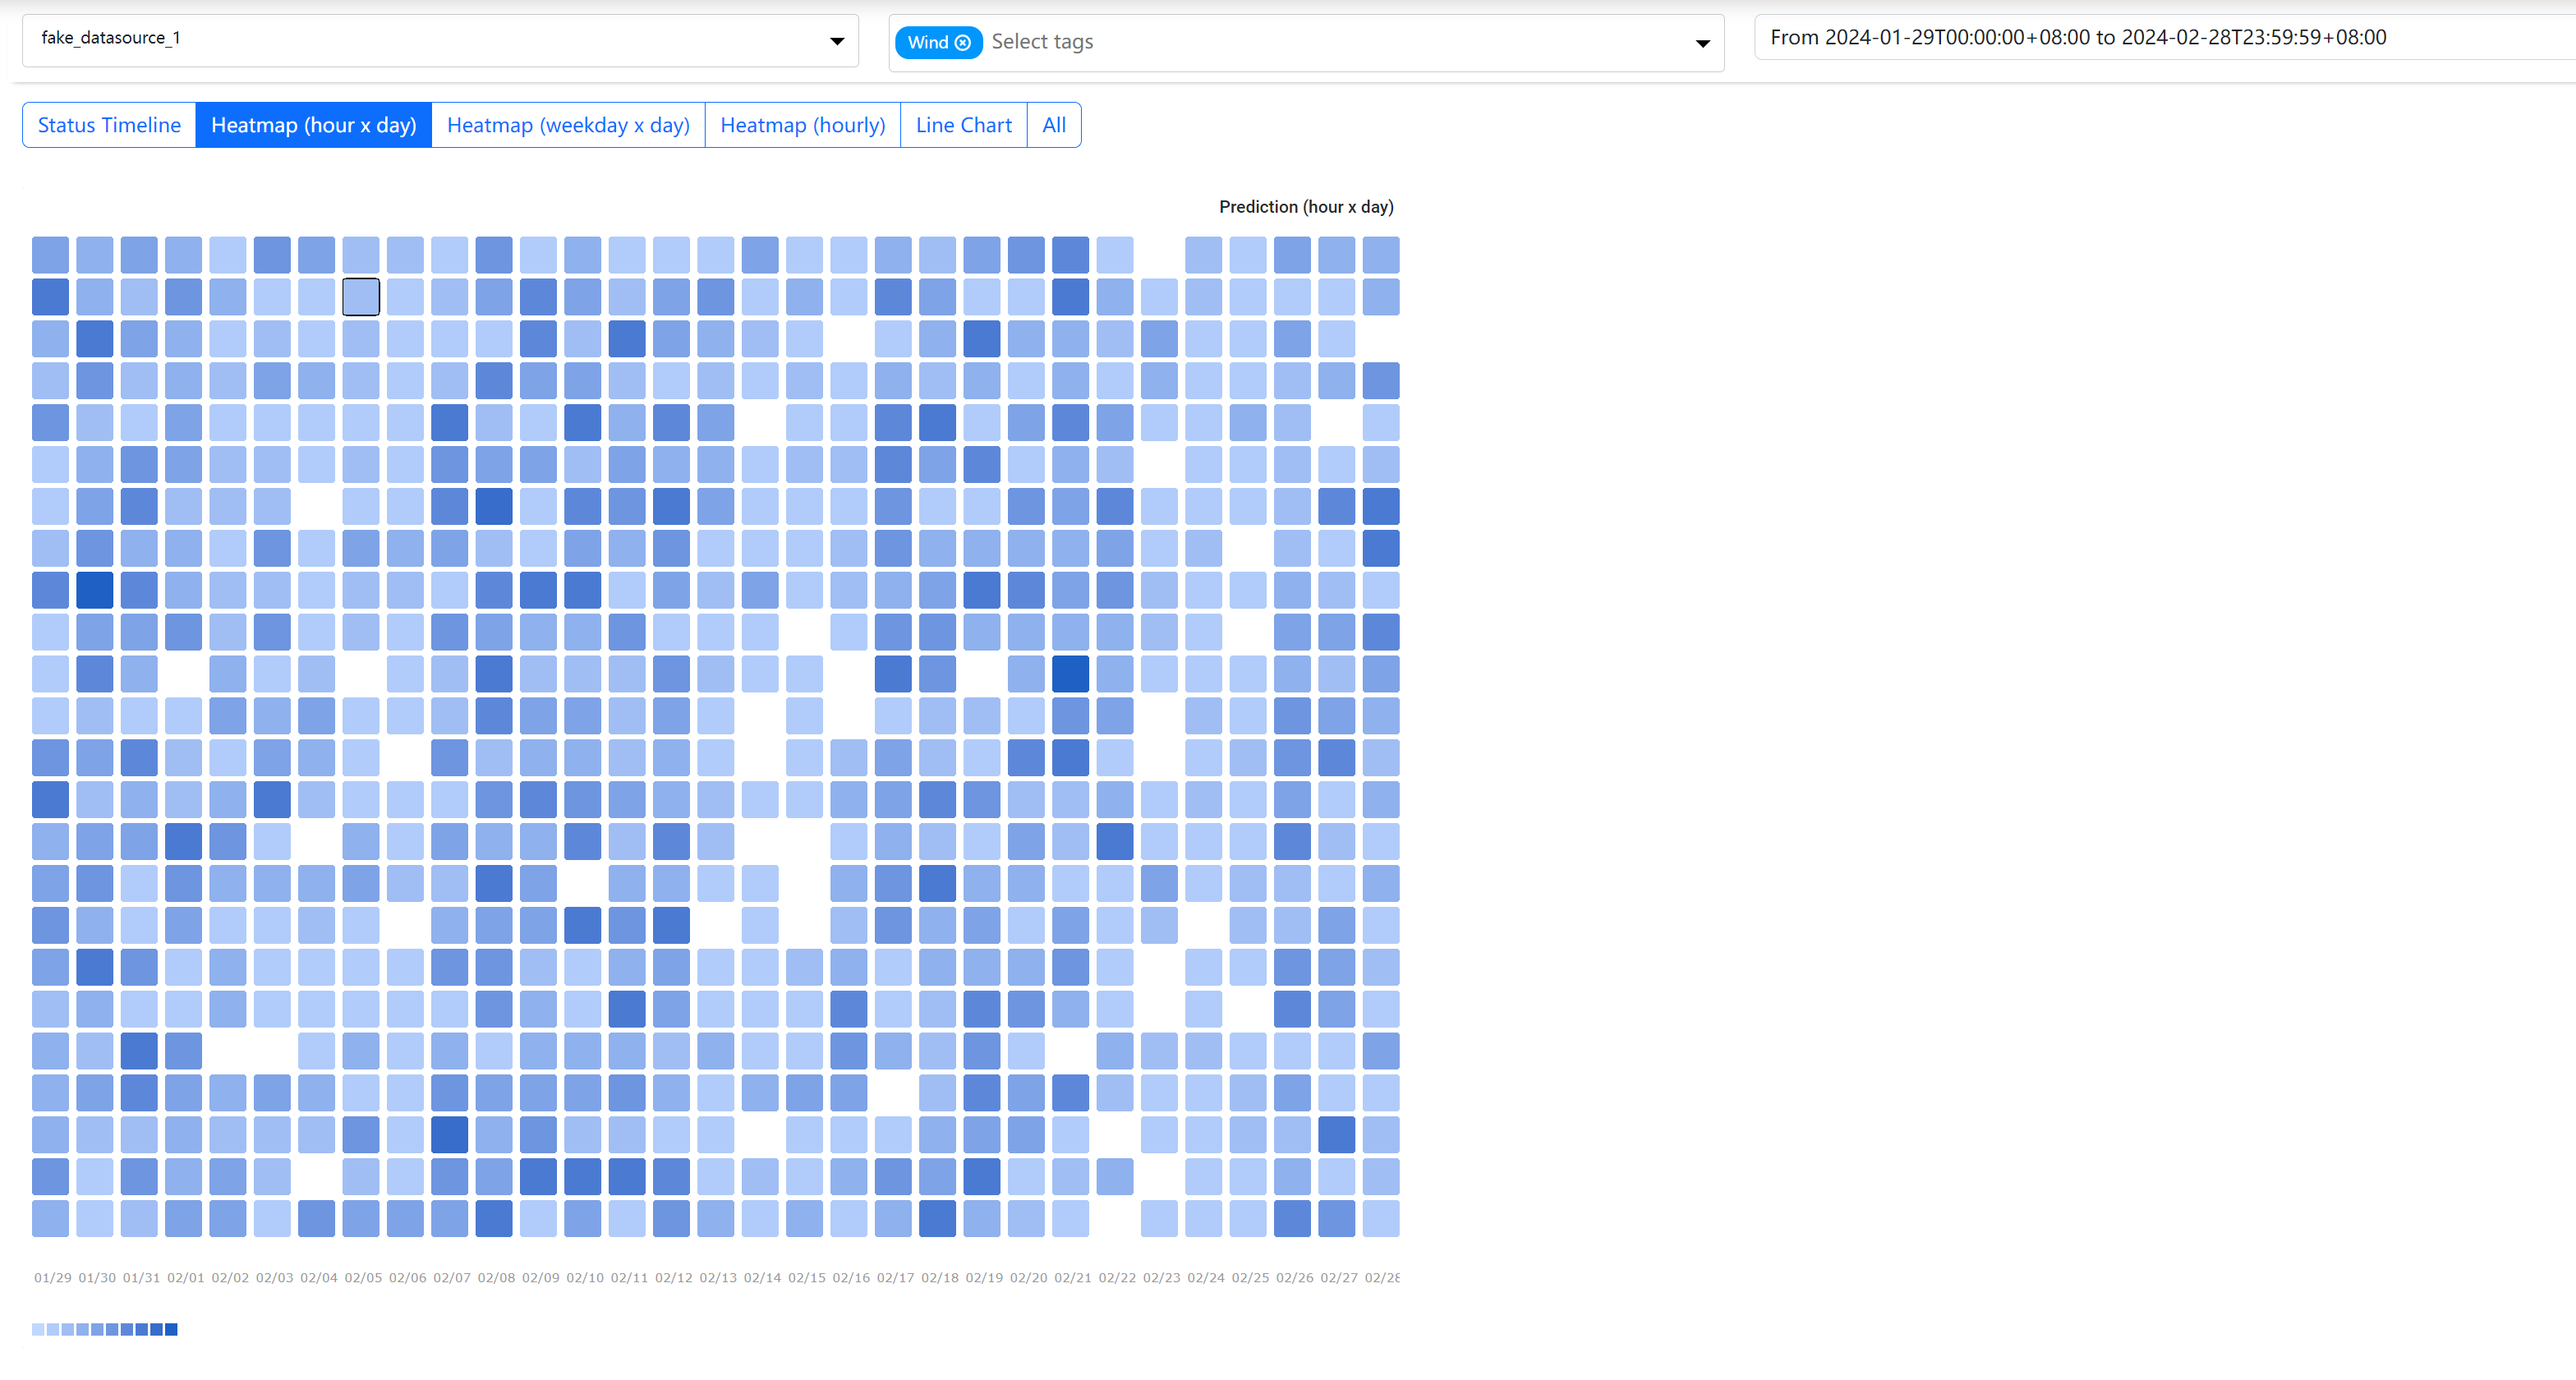 fake_datasource_1
Wind Select tags
From 2024-01-29T00:00:00+08:00 to 2024-02-28T23:59:59+08:00
Status Timeline
Heatmap (hour x day)
Heatmap (weekday x day)
Heatmap (hourly)
Line Chart
All
Prediction (hour x day)
01/29 01/30 01/31 02/01 02/02 02/03 02/04 02/05 02/06 02/07 02/08 02/09 02/10 02/11 02/12 02/13 02/14 02/15 02/16 02/17 02/18 02/19 02/20 02/21 02/22 02/23 02/24 02/25 02/26 02/27 02/28